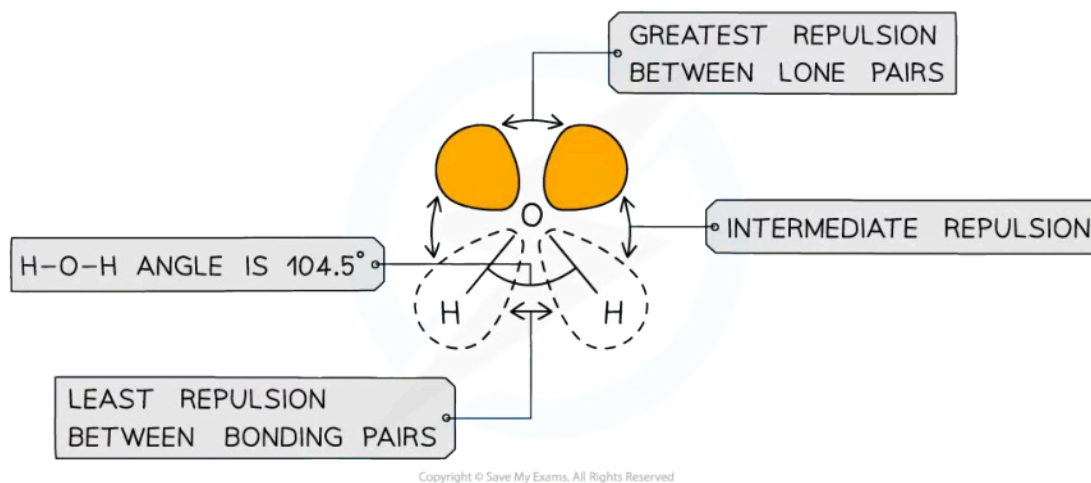 GREATEST REPULSION
BETWEEN LONE PAIRS
O
INTERMEDIATE REPULSION
H-O-H ANGLE IS 104.5°
H H
LEAST REPULSION
BETWEEN BONDING PAIRS
Copyright © Save My Exams. All Rights Reserved